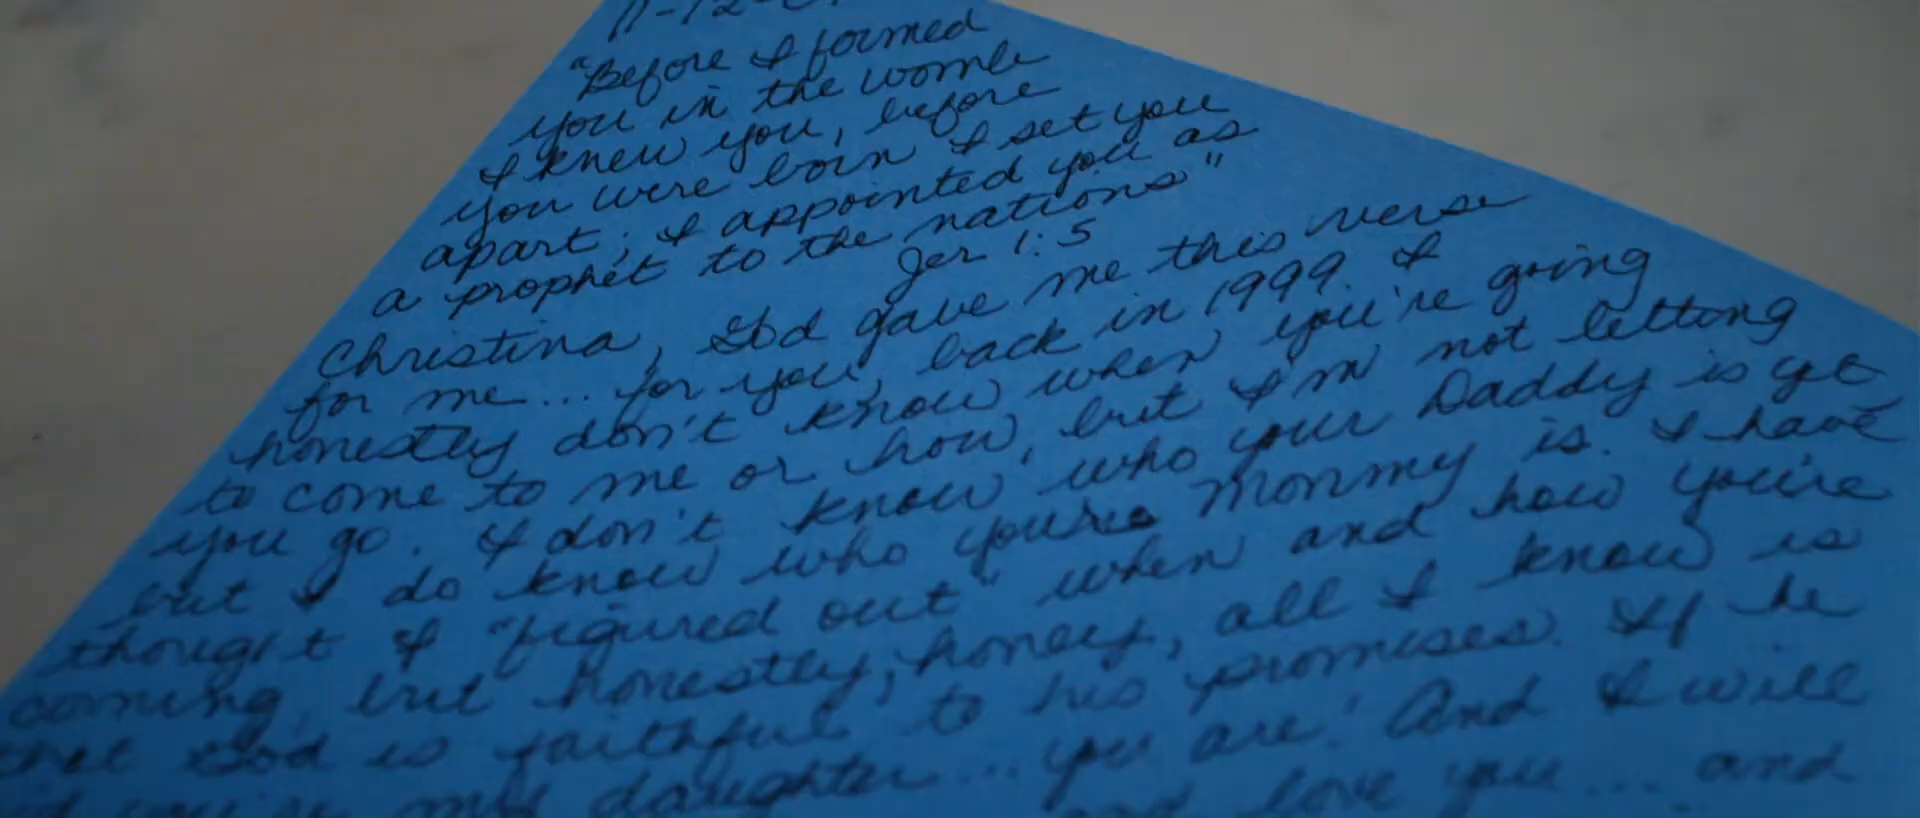 11-12-
"Before I formed
you in the womb
I knew you, before
you were born I set you
apart; I appointed you as
a prophet to the nations"
Jer 1:5
Christina, God gave me this verse
for me... for you, back in 1999. I
honestly don't know when you're going
to come to me or how, but I'm not letting
you go. I don't know who your Daddy is yet
but I do know who your Mommy is. I have
thought I "figured out" when and how you're
coming, but honestly, honey, all I know is
that God is faithful to his promises. If he
said you're my daughter... you are! And I will
and love you... and